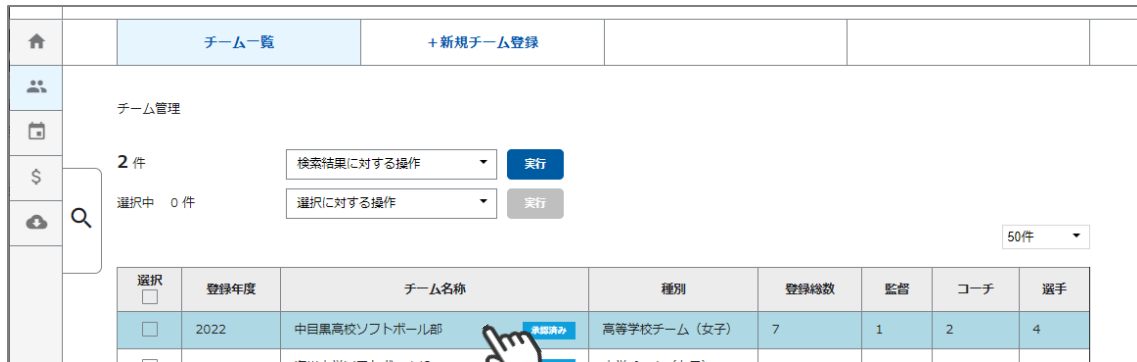 チーム一覧 +新規チーム登録
チーム管理
2 件 検索結果に対する操作 実行
選択中 0 件 選択に対する操作 実行
50件
選択 登録年度 チーム名称 種別 登録総数 監督 コーチ 選手
2022 中目黒高校ソフトボール部 承認済み 高等学校チーム（女子） 7 1 2 4